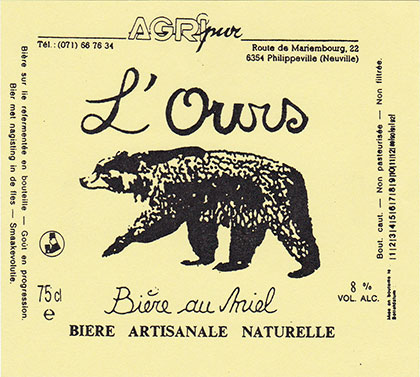 AGRIpur
Tél.: (071) 66 76 34
Route de Mariembourg, 22
6354 Philippeville (Neuville)
L'Ours
Bière sur lie refermentée en bouteille — Goût en progression.
Bier met nagisting in de fles — Smaakevolutie.
75 cl
e
Bière au Miel
BIERE ARTISANALE NATURELLE
8 %
VOL. ALC.
Bout. caut. — Non pasteurisée — Non filtrée.
|1|2|3|4|5|6|7|8|9|10|11|12|